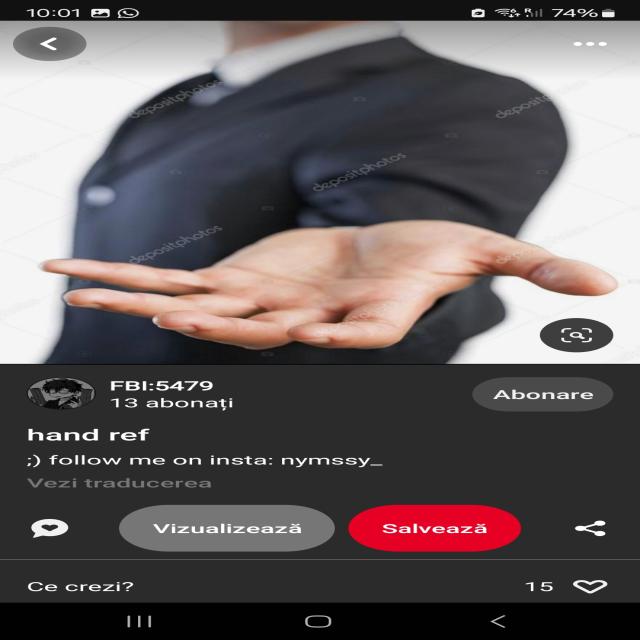 10:01
74%
depositphotos
depositphotos
depositphotos
depositphotos
depositphotos
FBI:5479
13 abonați
Abonare
hand ref
;) follow me on insta: nymssy_
Vezi traducerea
Vizualizează
Salvează
Ce crezi?
15